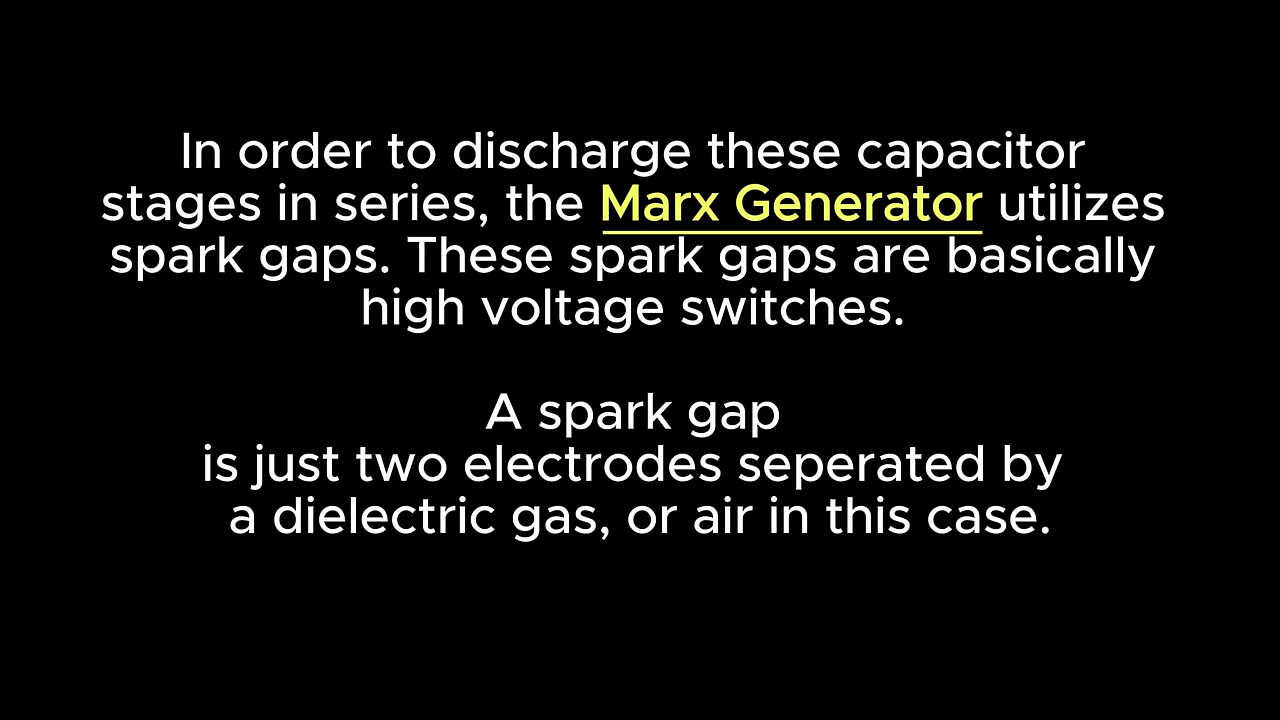 In order to discharge these capacitor
stages in series, the Marx Generator utilizes
spark gaps. These spark gaps are basically
high voltage switches.
A spark gap
is just two electrodes seperated by
a dielectric gas, or air in this case.